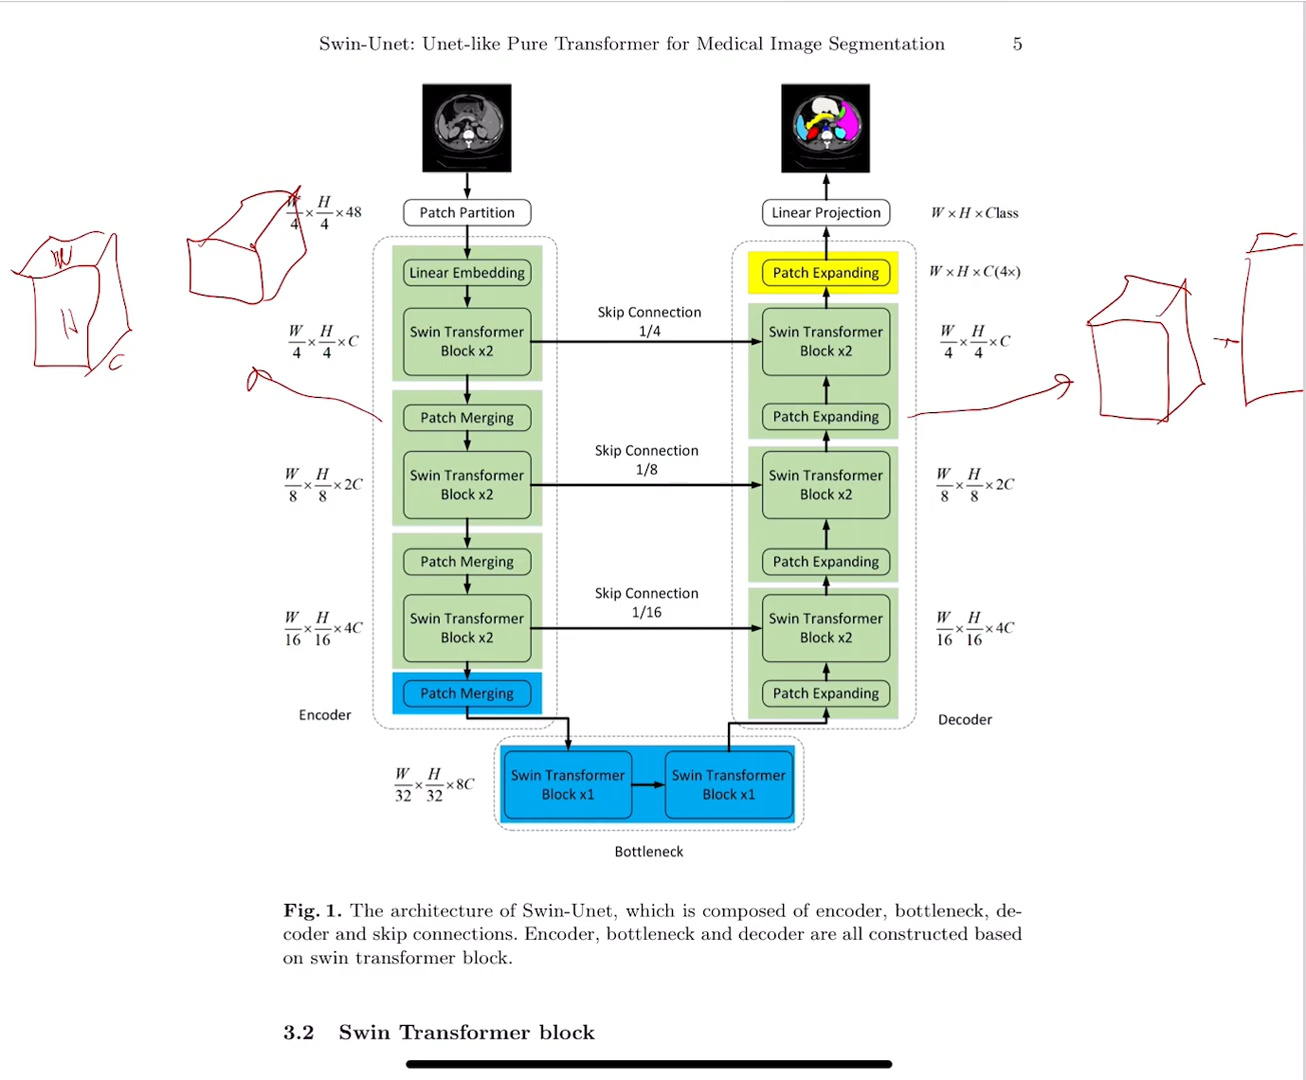 Swin-Unet: Unet-like Pure Transformer for Medical Image Segmentation 5
W/4 × H/4 × 48
Patch Partition
Linear Projection
W × H × Class
W
Linear Embedding
Patch Expanding
W × H × C(4×)
H
C
W/4 × H/4 × C
Swin Transformer
Block x2
Skip Connection
1/4
Swin Transformer
Block x2
W/4 × H/4 × C
+
Patch Merging
Patch Expanding
W/8 × H/8 × 2C
Swin Transformer
Block x2
Skip Connection
1/8
Swin Transformer
Block x2
W/8 × H/8 × 2C
Patch Merging
Patch Expanding
W/16 × H/16 × 4C
Swin Transformer
Block x2
Skip Connection
1/16
Swin Transformer
Block x2
W/16 × H/16 × 4C
Patch Merging
Patch Expanding
Encoder
Decoder
W/32 × H/32 × 8C
Swin Transformer
Block x1
Swin Transformer
Block x1
Bottleneck
Fig. 1. The architecture of Swin-Unet, which is composed of encoder, bottleneck, de-
coder and skip connections. Encoder, bottleneck and decoder are all constructed based
on swin transformer block.
3.2 Swin Transformer block